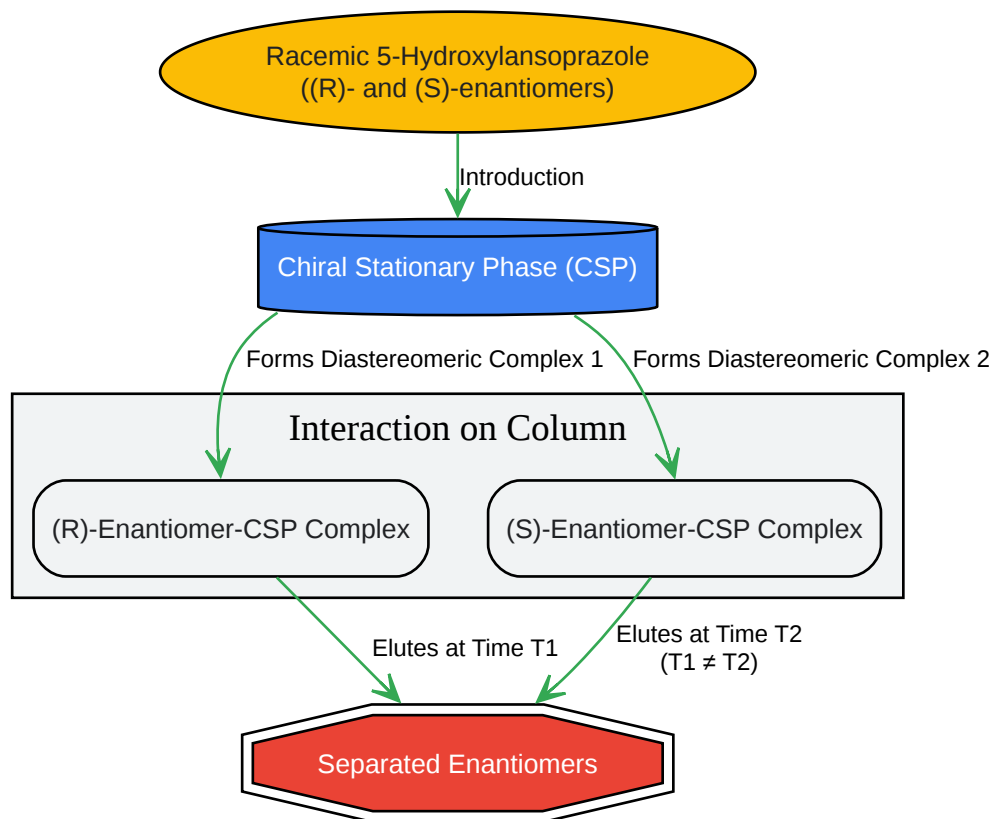 Racemic 5-Hydroxylansoprazole
((R)- and (S)-enantiomers)
Introduction
Chiral Stationary Phase (CSP)
Forms Diastereomeric Complex 1
Forms Diastereomeric Complex 2
Interaction on Column
(R)-Enantiomer-CSP Complex
(S)-Enantiomer-CSP Complex
Elutes at Time T1
Elutes at Time T2
(T1 ≠ T2)
Separated Enantiomers